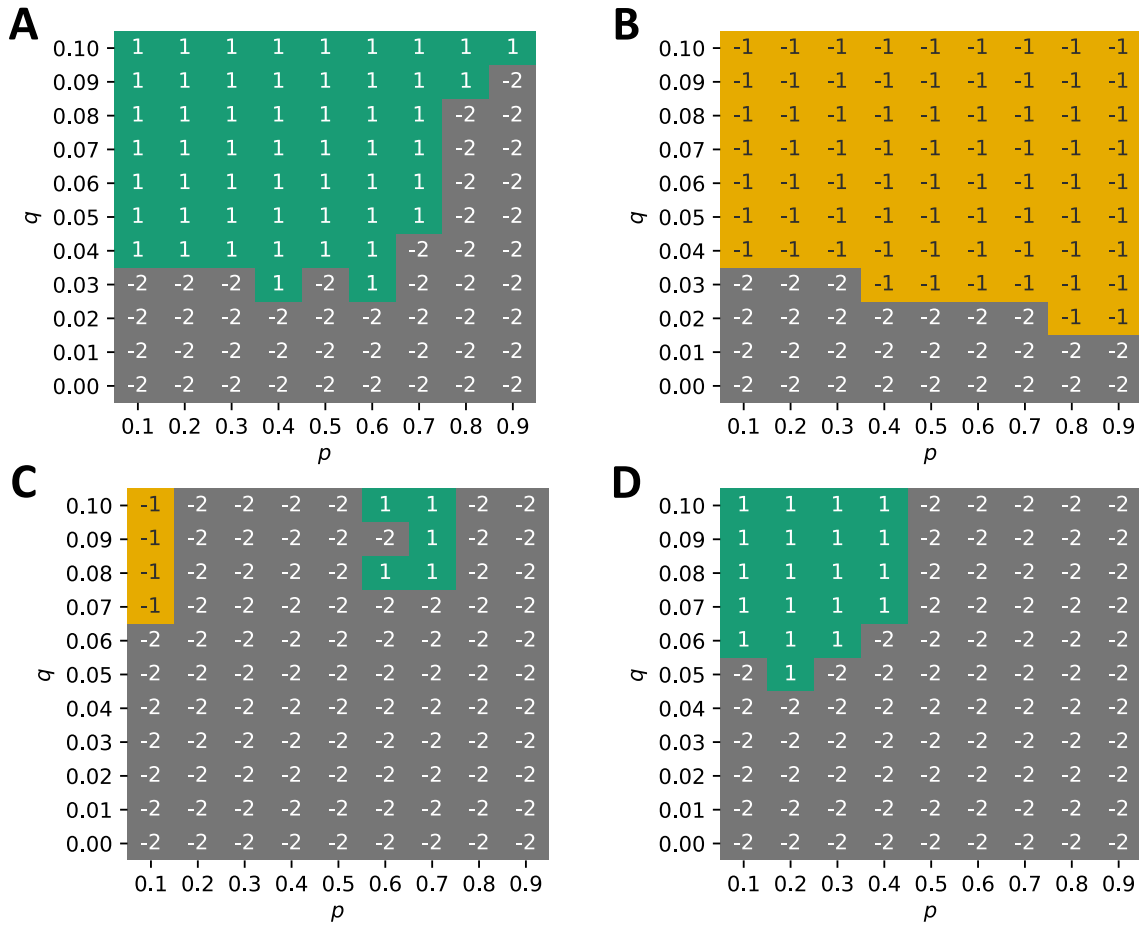 A
0.10 1 1 1 1 1 1 1 1 1
0.09 1 1 1 1 1 1 1 1 -2
0.08 1 1 1 1 1 1 1 -2 -2
0.07 1 1 1 1 1 1 1 -2 -2
0.06 1 1 1 1 1 1 1 -2 -2
q
0.05 1 1 1 1 1 1 1 -2 -2
0.04 1 1 1 1 1 1 -2 -2 -2
0.03 -2 -2 -2 1 -2 1 -2 -2 -2
0.02 -2 -2 -2 -2 -2 -2 -2 -2 -2
0.01 -2 -2 -2 -2 -2 -2 -2 -2 -2
0.00 -2 -2 -2 -2 -2 -2 -2 -2 -2
0.1 0.2 0.3 0.4 0.5 0.6 0.7 0.8 0.9
p
B
0.10 -1 -1 -1 -1 -1 -1 -1 -1 -1
0.09 -1 -1 -1 -1 -1 -1 -1 -1 -1
0.08 -1 -1 -1 -1 -1 -1 -1 -1 -1
0.07 -1 -1 -1 -1 -1 -1 -1 -1 -1
0.06 -1 -1 -1 -1 -1 -1 -1 -1 -1
q
0.05 -1 -1 -1 -1 -1 -1 -1 -1 -1
0.04 -1 -1 -1 -1 -1 -1 -1 -1 -1
0.03 -2 -2 -2 -1 -1 -1 -1 -1 -1
0.02 -2 -2 -2 -2 -2 -2 -2 -1 -1
0.01 -2 -2 -2 -2 -2 -2 -2 -2 -2
0.00 -2 -2 -2 -2 -2 -2 -2 -2 -2
0.1 0.2 0.3 0.4 0.5 0.6 0.7 0.8 0.9
p
C
0.10 -1 -2 -2 -2 -2 1 1 -2 -2
0.09 -1 -2 -2 -2 -2 -2 1 -2 -2
0.08 -1 -2 -2 -2 -2 1 1 -2 -2
0.07 -1 -2 -2 -2 -2 -2 -2 -2 -2
0.06 -2 -2 -2 -2 -2 -2 -2 -2 -2
q
0.05 -2 -2 -2 -2 -2 -2 -2 -2 -2
0.04 -2 -2 -2 -2 -2 -2 -2 -2 -2
0.03 -2 -2 -2 -2 -2 -2 -2 -2 -2
0.02 -2 -2 -2 -2 -2 -2 -2 -2 -2
0.01 -2 -2 -2 -2 -2 -2 -2 -2 -2
0.00 -2 -2 -2 -2 -2 -2 -2 -2 -2
0.1 0.2 0.3 0.4 0.5 0.6 0.7 0.8 0.9
p
D
0.10 1 1 1 1 -2 -2 -2 -2 -2
0.09 1 1 1 1 -2 -2 -2 -2 -2
0.08 1 1 1 1 -2 -2 -2 -2 -2
0.07 1 1 1 1 -2 -2 -2 -2 -2
0.06 1 1 1 -2 -2 -2 -2 -2 -2
q
0.05 -2 1 -2 -2 -2 -2 -2 -2 -2
0.04 -2 -2 -2 -2 -2 -2 -2 -2 -2
0.03 -2 -2 -2 -2 -2 -2 -2 -2 -2
0.02 -2 -2 -2 -2 -2 -2 -2 -2 -2
0.01 -2 -2 -2 -2 -2 -2 -2 -2 -2
0.00 -2 -2 -2 -2 -2 -2 -2 -2 -2
0.1 0.2 0.3 0.4 0.5 0.6 0.7 0.8 0.9
p